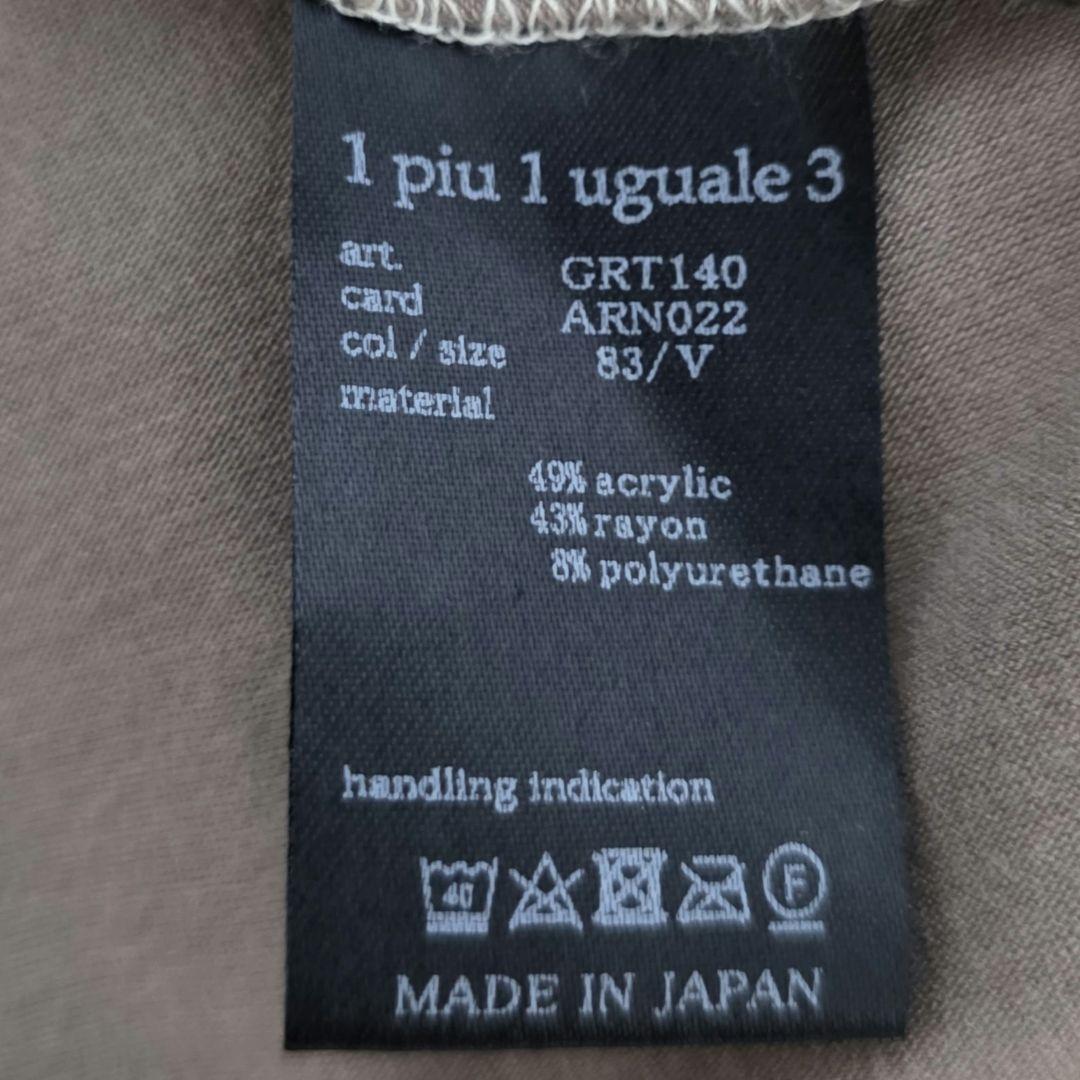 1 piu 1 uguale 3
art. GRT140
card ARN022
col / size 83/V
material
49% acrylic
43% rayon
8% polyurethane
handling indication
40 F
MADE IN JAPAN